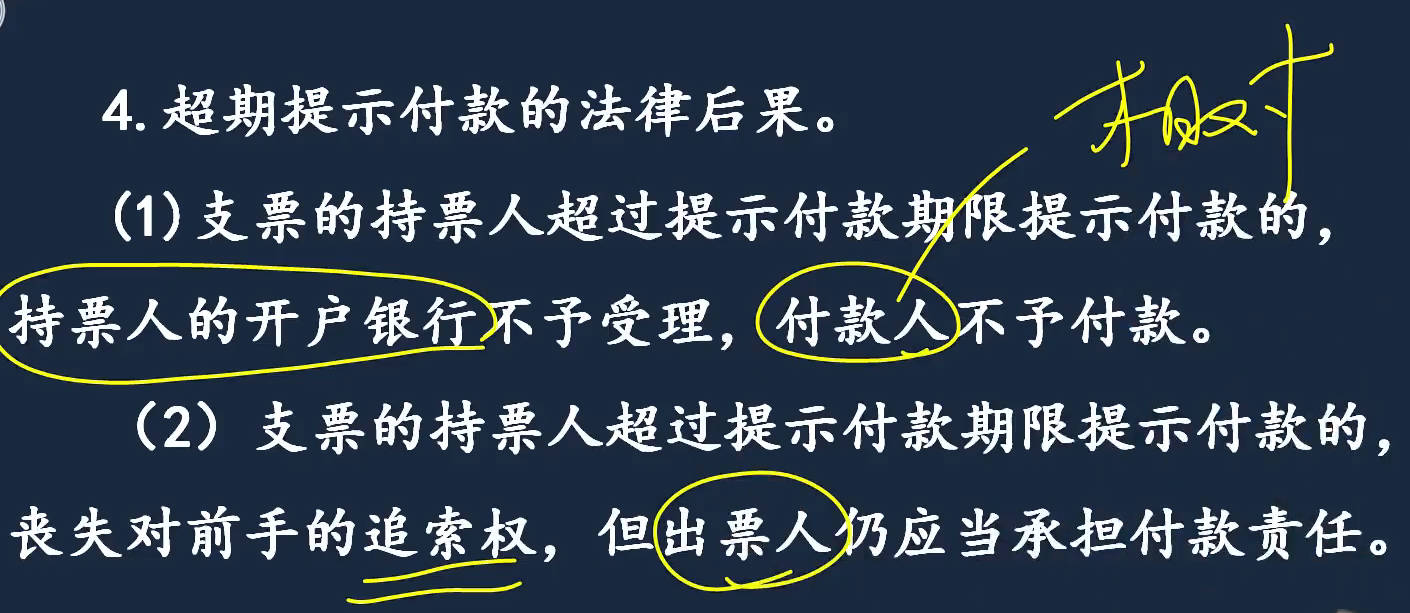 4.超期提示付款的法律后果。
相对
(1)支票的持票人超过提示付款期限提示付款的，
持票人的开户银行不予受理，付款人不予付款。
（2）支票的持票人超过提示付款期限提示付款的，
丧失对前手的追索权，但出票人仍应当承担付款责任。